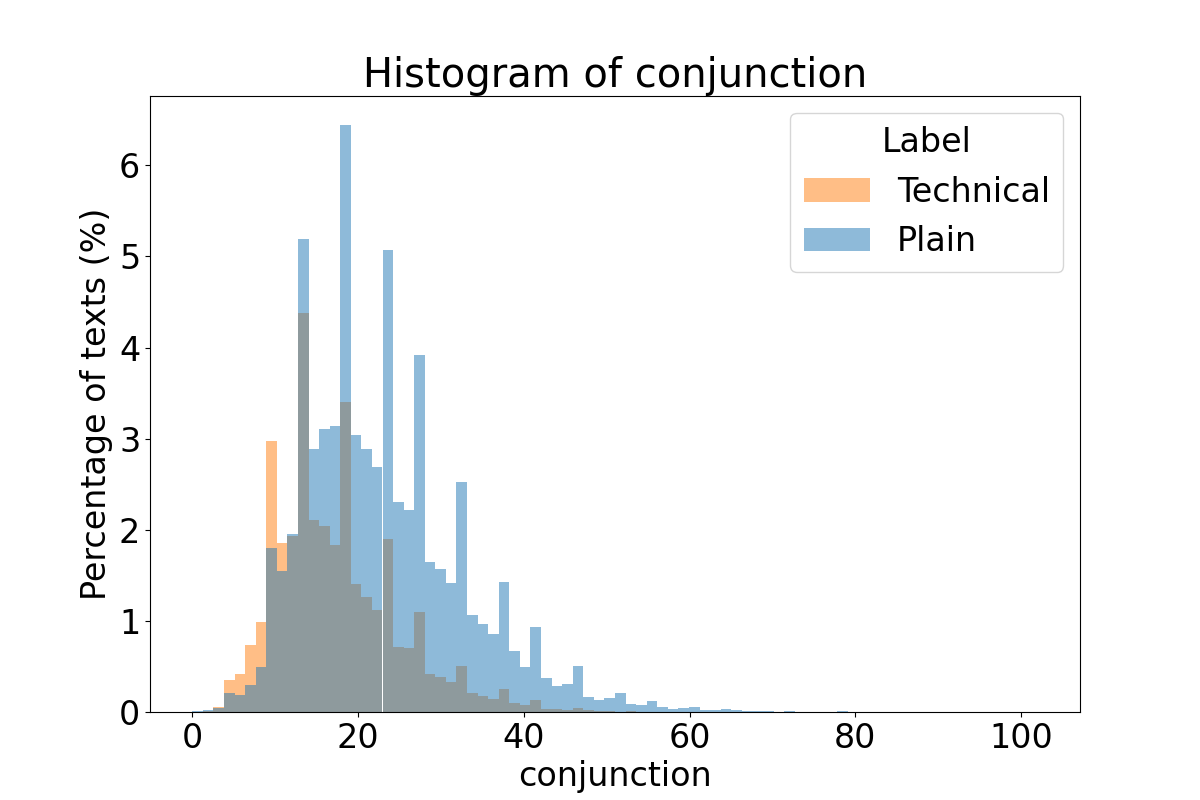 Histogram of conjunction
Label
Technical
Plain
Percentage of texts (%)
6
5
4
3
2
1
0
0 20 40 60 80 100
conjunction